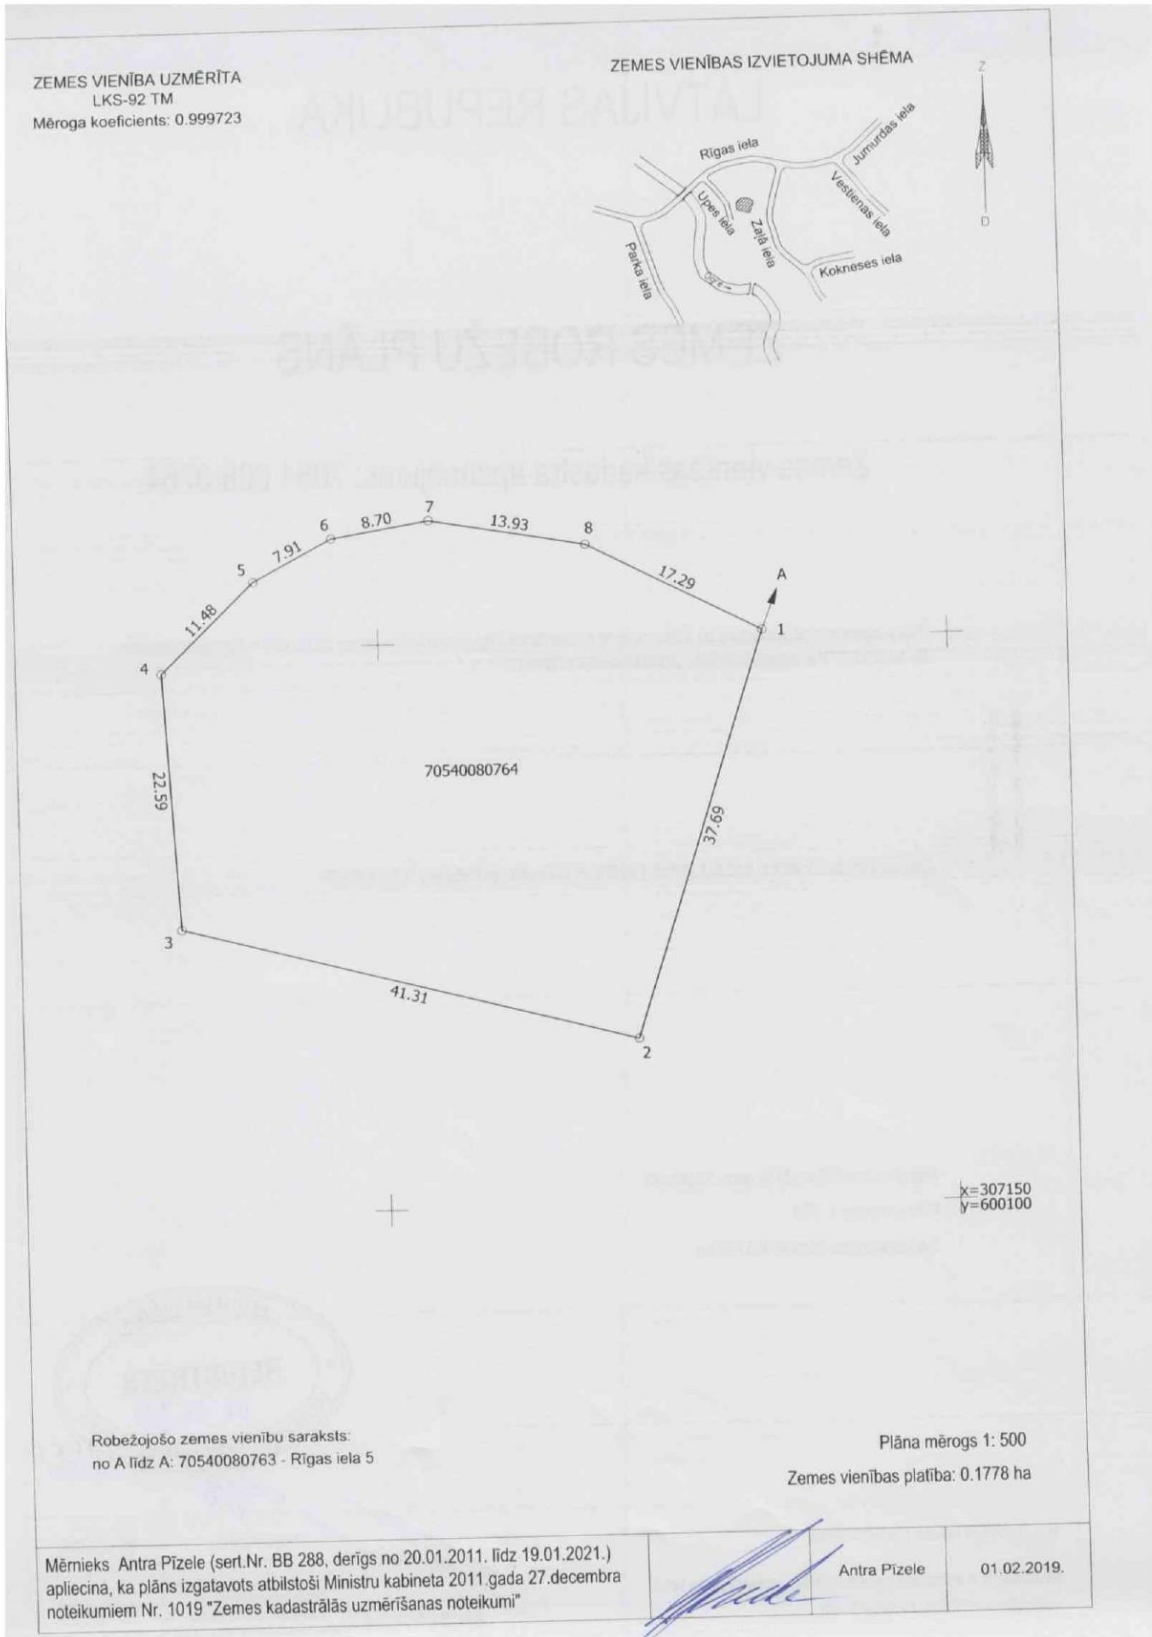 ZEMES VIENĪBA UZMĒRĪTA
LKS-92 TM
Mēroga koeficients: 0.999723
ZEMES VIENĪBAS IZVIETOJUMA SHĒMA
Z
D
Rīgas iela
Jumurdas iela
Vestienas iela
Upes iela
Zaļā iela
Parka iela
Kokneses iela
7
6
8.70
13.93
8
7.91
5
17.29
A
11.48
1
4
70540080764
22.59
37.69
3
41.31
2
x=307150
y=600100
Robežojošo zemes vienību saraksts:
no A līdz A: 70540080763 - Rīgas iela 5
Plāna mērogs 1: 500
Zemes vienības platība: 0.1778 ha
Mērnieks Antra Pīzele (sert.Nr. BB 288, derīgs no 20.01.2011. līdz 19.01.2021.)
apliecina, ka plāns izgatavots atbilstoši Ministru kabineta 2011.gada 27.decembra
noteikumiem Nr. 1019 "Zemes kadastrālās uzmērīšanas noteikumi"
Antra Pīzele
01.02.2019.